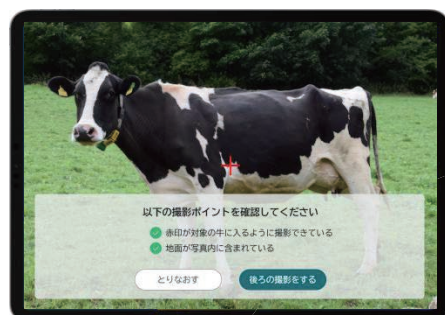 以下の撮影ポイントを確認してください
赤印が対象の牛に入るように撮影できている
地面が写真内に含まれている
とりなおす
後ろの撮影をする